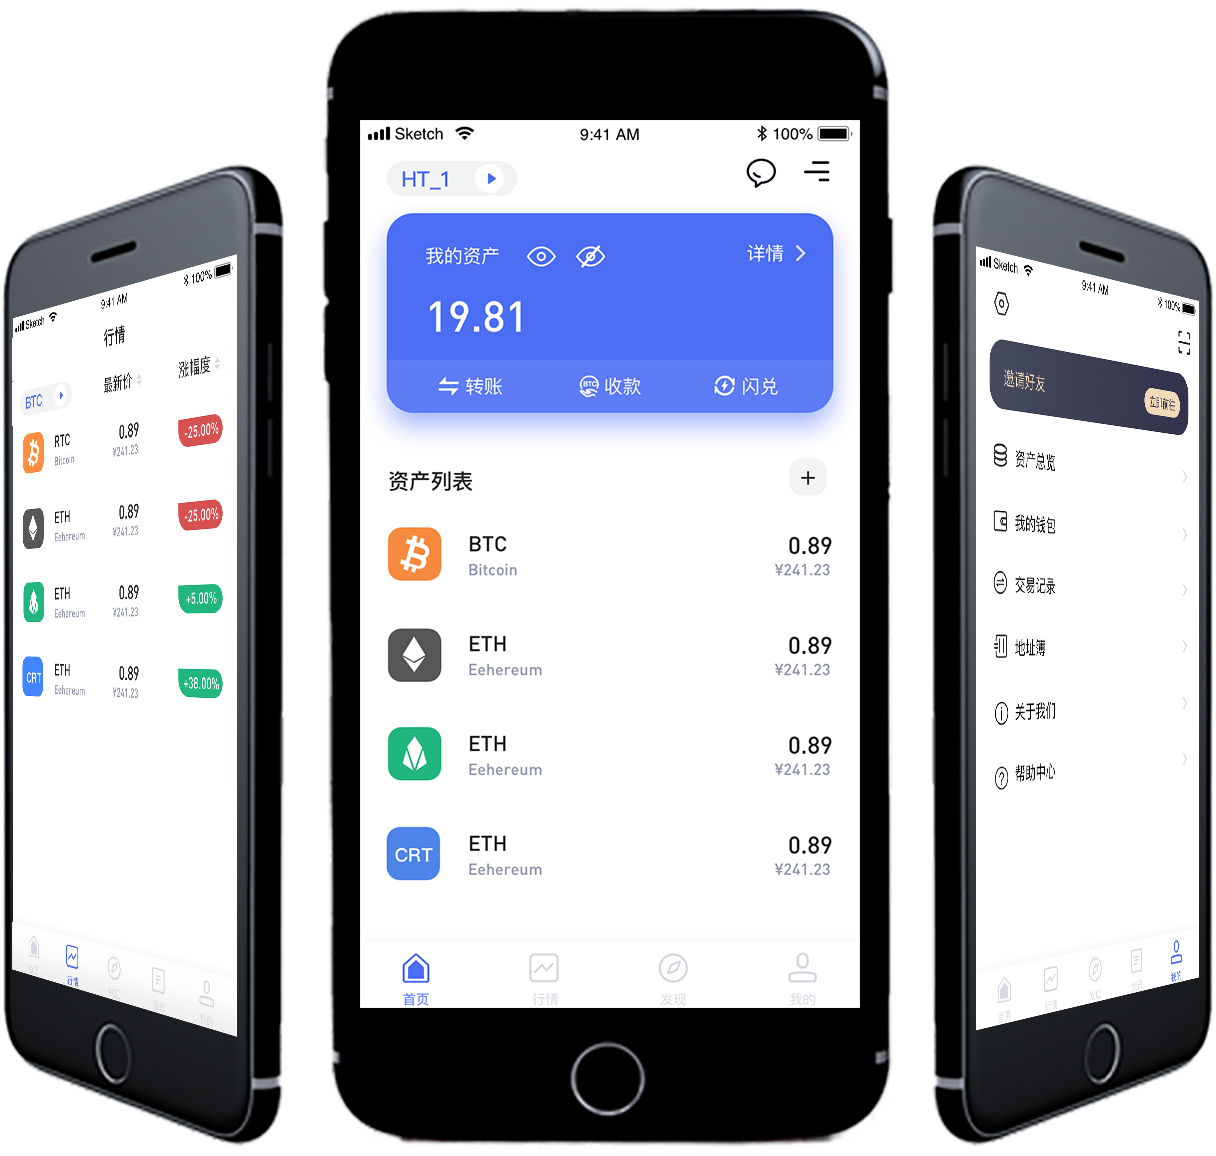 Sketch 9:41 AM 100%
行情
BTC 最新价 涨幅度
RTC 0.89 -25.00%
Bitcoin ¥241.23
ETH 0.89 -25.00%
Eehereum ¥241.23
ETH 0.89 +5.00%
Eehereum ¥241.23
CRT ETH 0.89 +38.00%
Eehereum ¥241.23
行情
Sketch 9:41 AM 100%
HT_1
我的资产 详情
19.81
转账 BTC 收款 闪兑
资产列表
BTC 0.89
Bitcoin ¥241.23
ETH 0.89
Eehereum ¥241.23
ETH 0.89
Eehereum ¥241.23
CRT ETH 0.89
Eehereum ¥241.23
首页 行情 发现 我的
Sketch 9:41 AM 100%
邀请好友
立即前往
资产总览
我的钱包
交易记录
地址簿
关于我们
帮助中心
首页 行情 我的